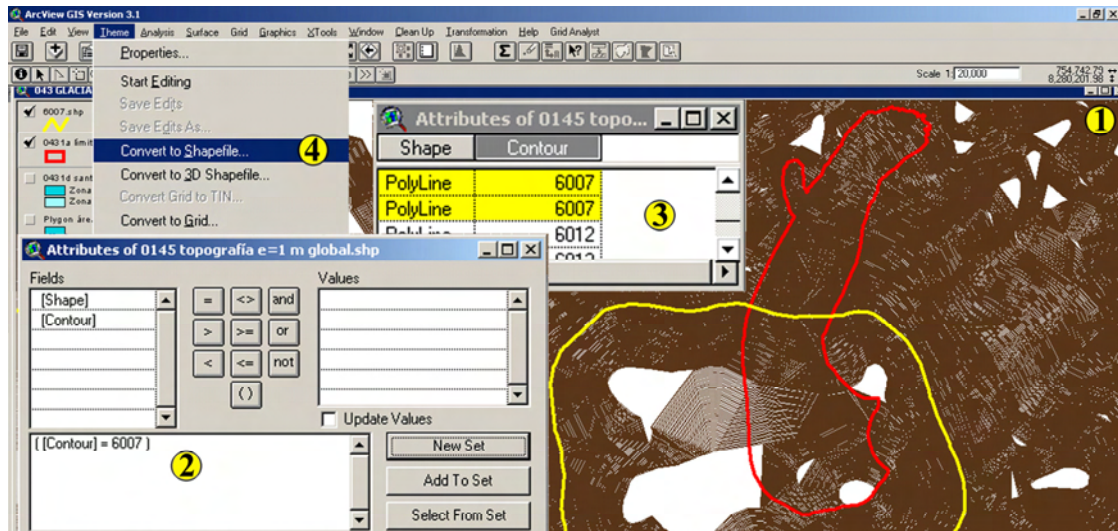 ArcView GIS Version 3.1
File Edit View Theme Analysis Surface Grid Graphics XTools Window Clean Up Transformation Help Grid Analyst
Scale 1: 20,000
754,742.79
8,280,201.98
043 GLACIA
1
6007.shp
0431a limit
0431d sant
Zona
Zona
Plygon áre.
Properties...
Start Editing
Save Edits
Save Edits As...
Convert to Shapefile...
4
Convert to 3D Shapefile...
Convert Grid to TIN...
Convert to Grid...
Attributes of 0145 topo...
Shape Contour
PolyLine 6007
PolyLine 6007
PolyLine 6012
6012
3
Attributes of 0145 topografía e=1 m global.shp
Fields
Values
[Shape]
[Contour]
= <> and
> >= or
< <= not
()
Update Values
( [Contour] = 6007 )
2
New Set
Add To Set
Select From Set